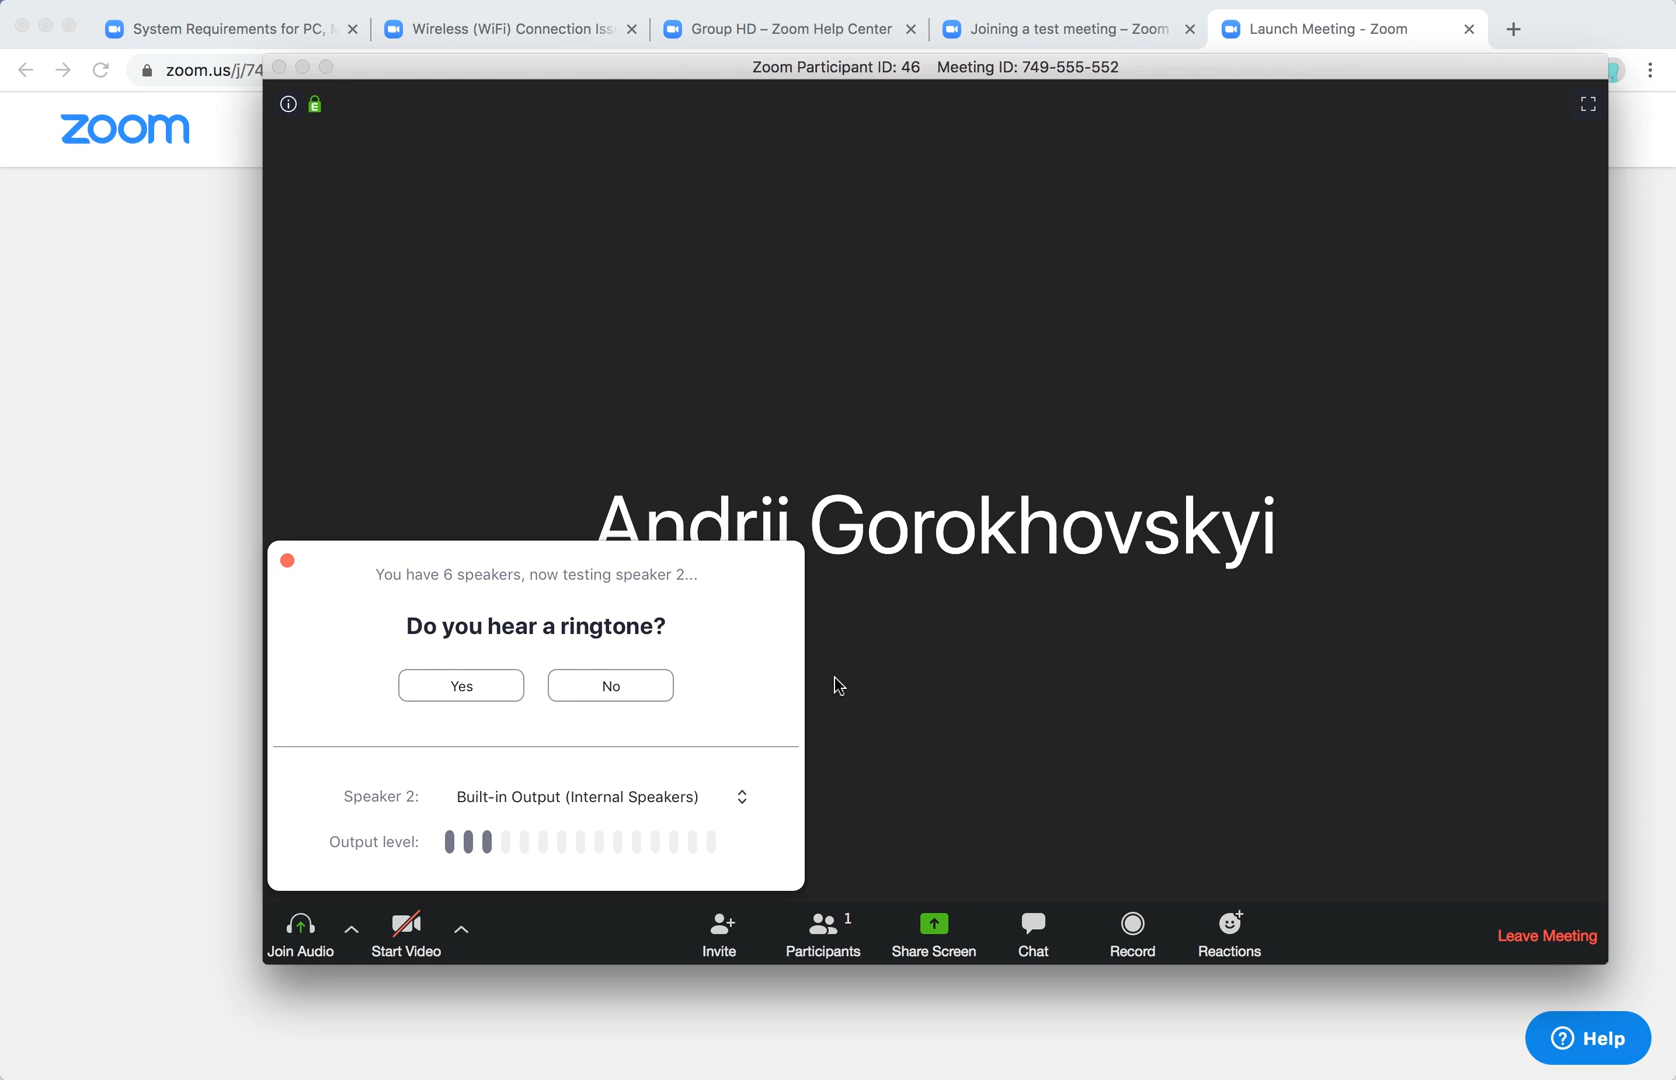 System Requirements for PC,
Wireless (WiFi) Connection Iss
Group HD – Zoom Help Center
Joining a test meeting – Zoom
Launch Meeting - Zoom
zoom.us/j/74
Zoom Participant ID: 46 Meeting ID: 749-555-552
zoom
Andrii Gorokhovskyi
You have 6 speakers, now testing speaker 2...
Do you hear a ringtone?
Yes
No
Speaker 2:
Built-in Output (Internal Speakers)
Output level:
Join Audio
Start Video
Invite
1
Participants
Share Screen
Chat
Record
Reactions
Leave Meeting
Help